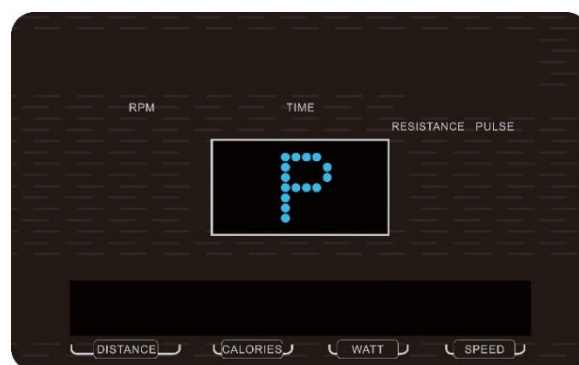 RPM TIME
RESISTANCE PULSE
P
DISTANCE CALORIES WATT SPEED